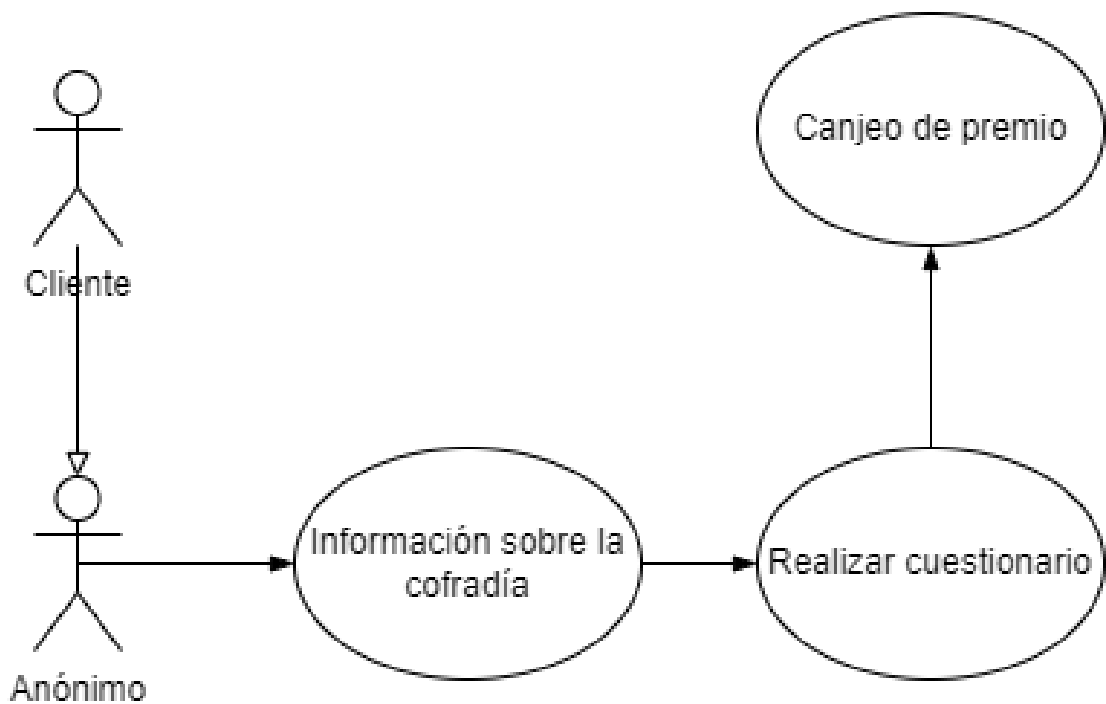 Canjeo de premio
Cliente
Información sobre la
cofradía
Realizar cuestionario
Anónimo